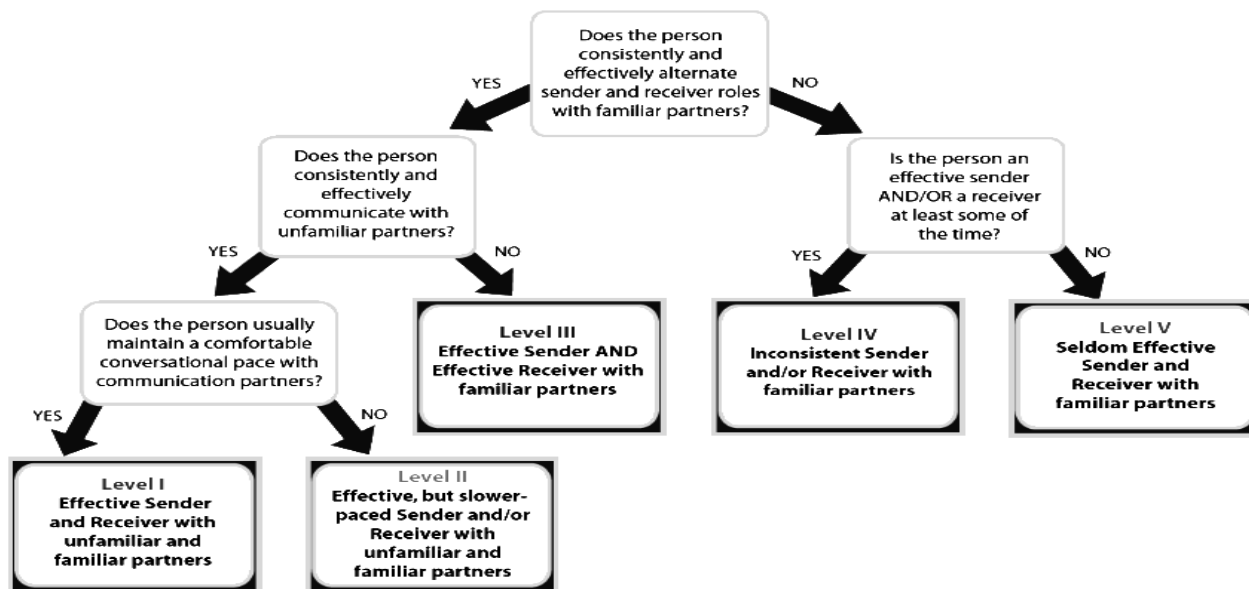 Does the person
consistently and
effectively alternate
sender and receiver roles
with familiar partners?
YES
NO
Does the person
consistently and
effectively
communicate with
unfamiliar partners?
Is the person an
effective sender
AND/OR a receiver
at least some of
the time?
YES
NO
YES
NO
Does the person usually
maintain a comfortable
conversational pace with
communication partners?
Level III
Effective Sender AND
Effective Receiver with
familiar partners
Level IV
Inconsistent Sender
and/or Receiver with
familiar partners
Level V
Seldom Effective
Sender and
Receiver with
familiar partners
YES
NO
Level I
Effective Sender
and Receiver with
unfamiliar and
familiar partners
Level II
Effective, but slower-
paced Sender and/or
Receiver with
unfamiliar and
familiar partners